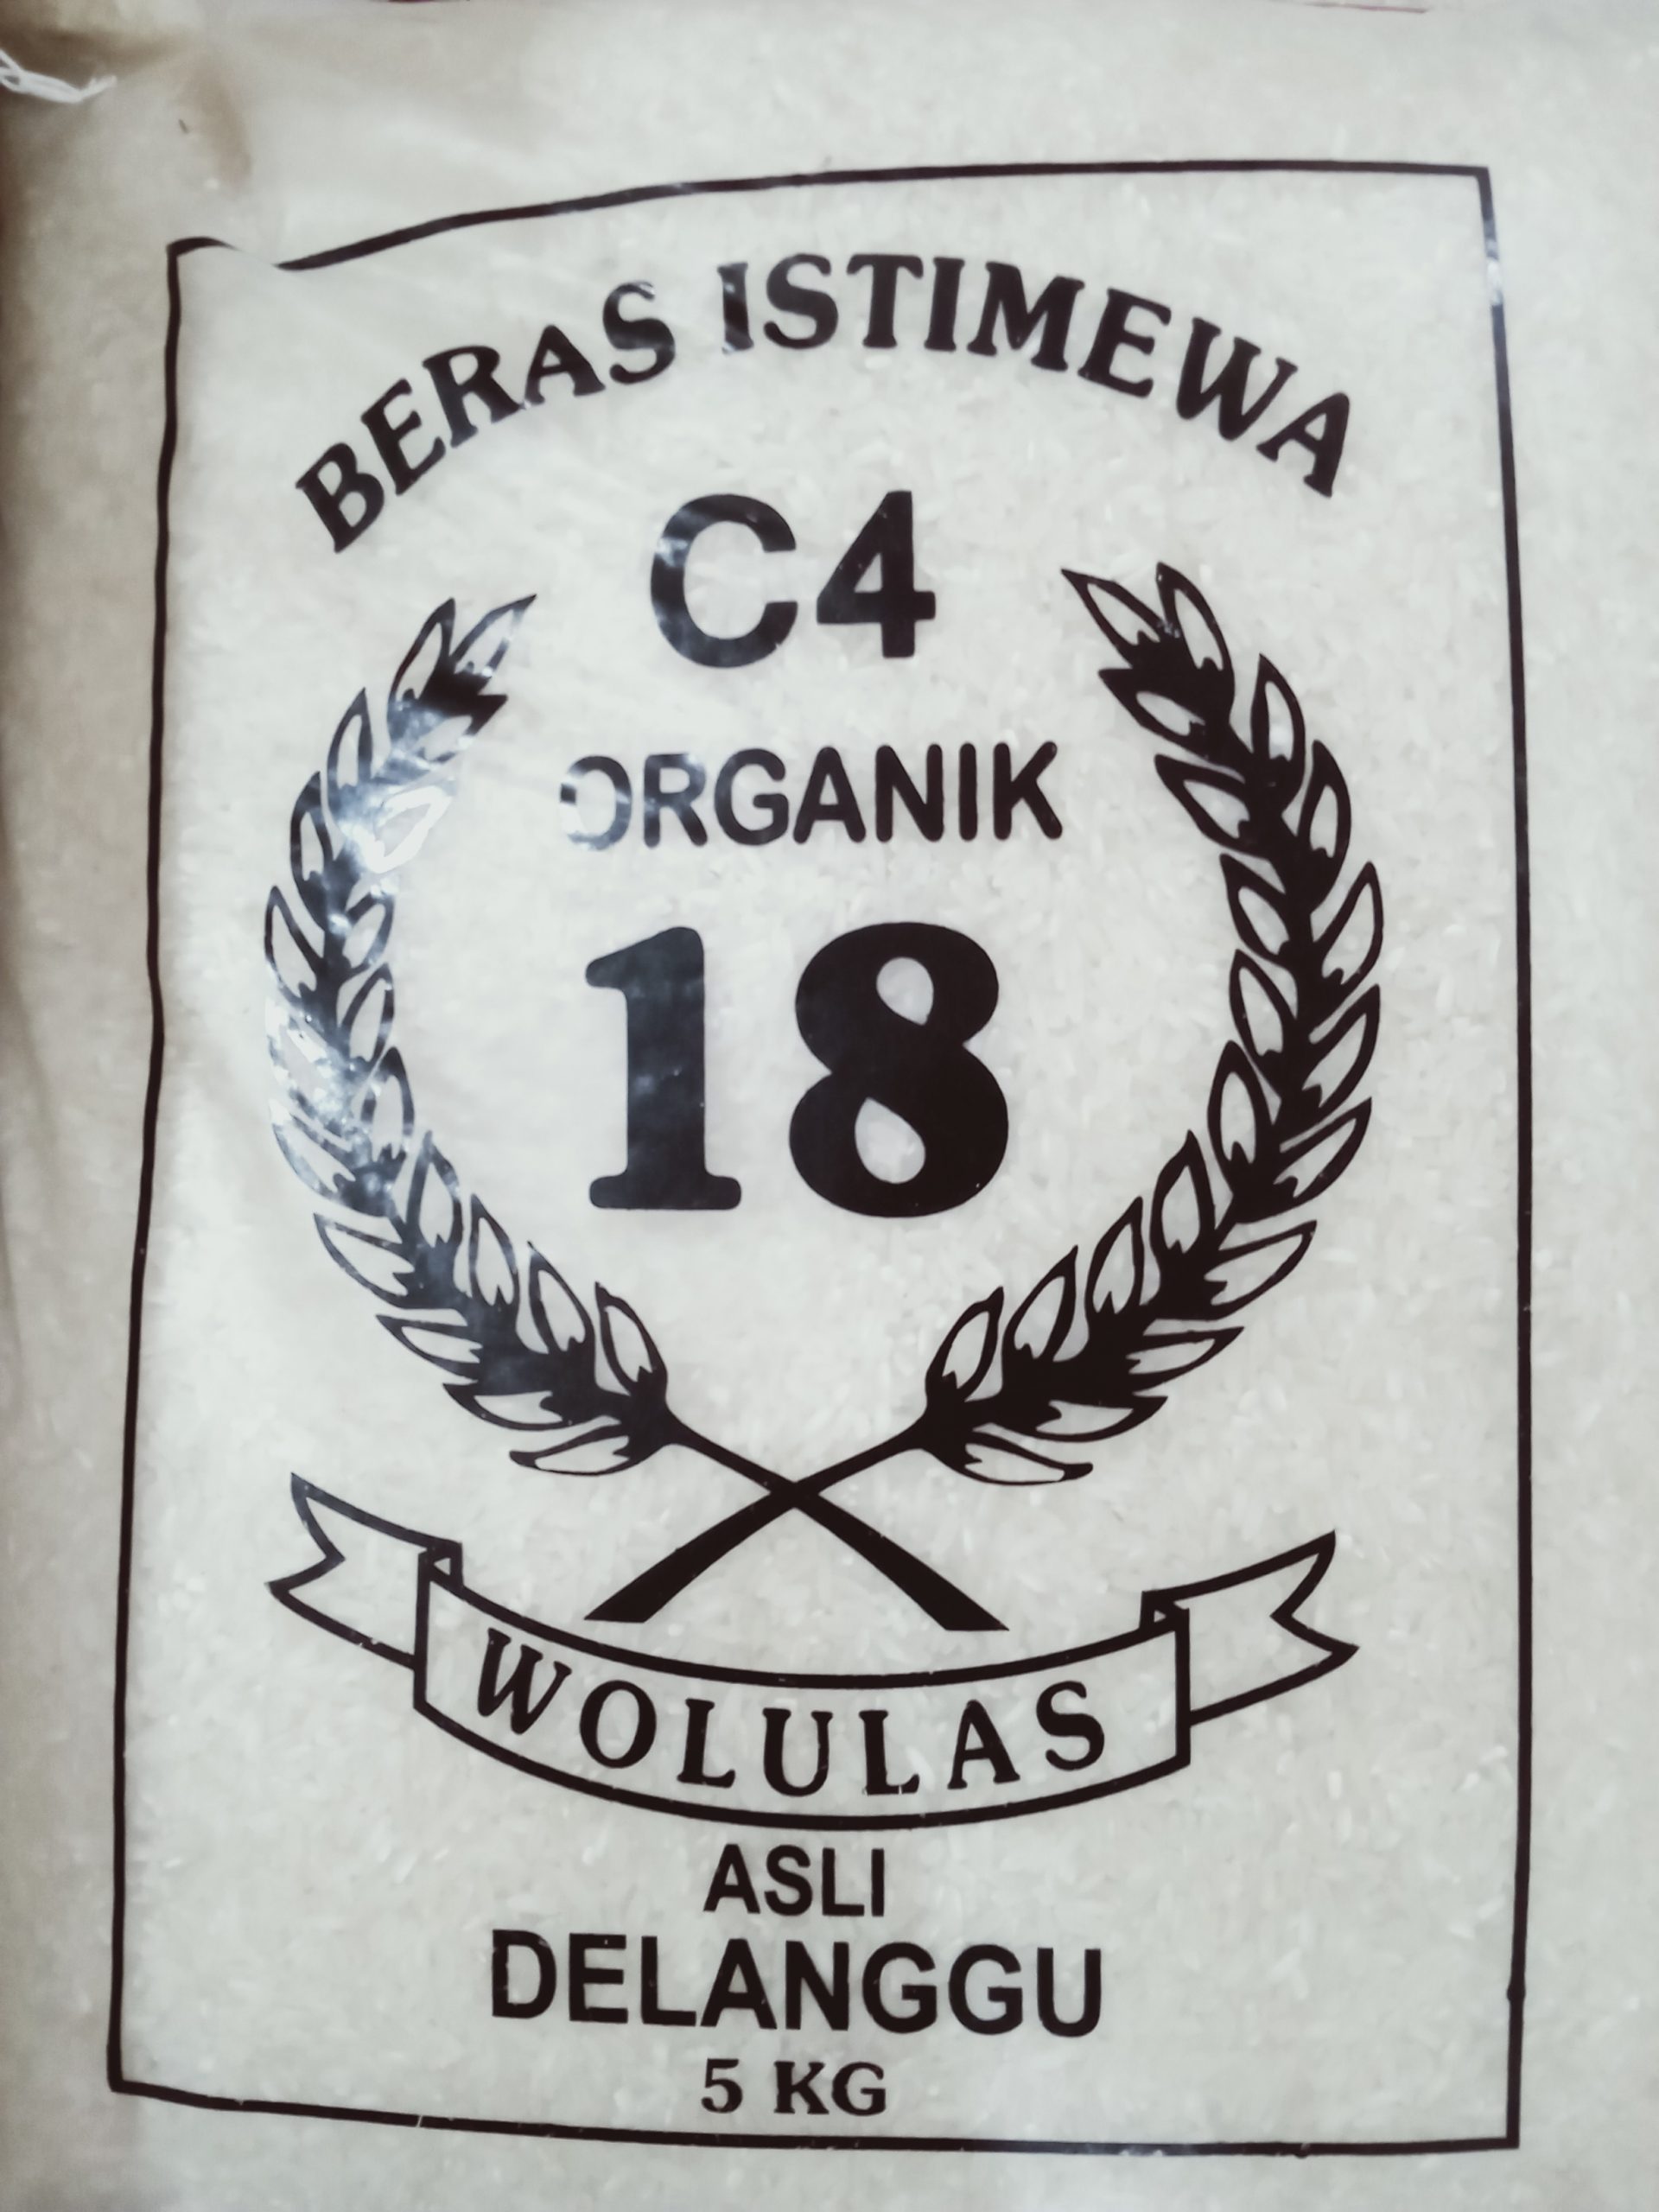 BERAS ISTIMEWA
C4
ORGANIK
18
WOLULAS
ASLI
DELANGGU
5 KG